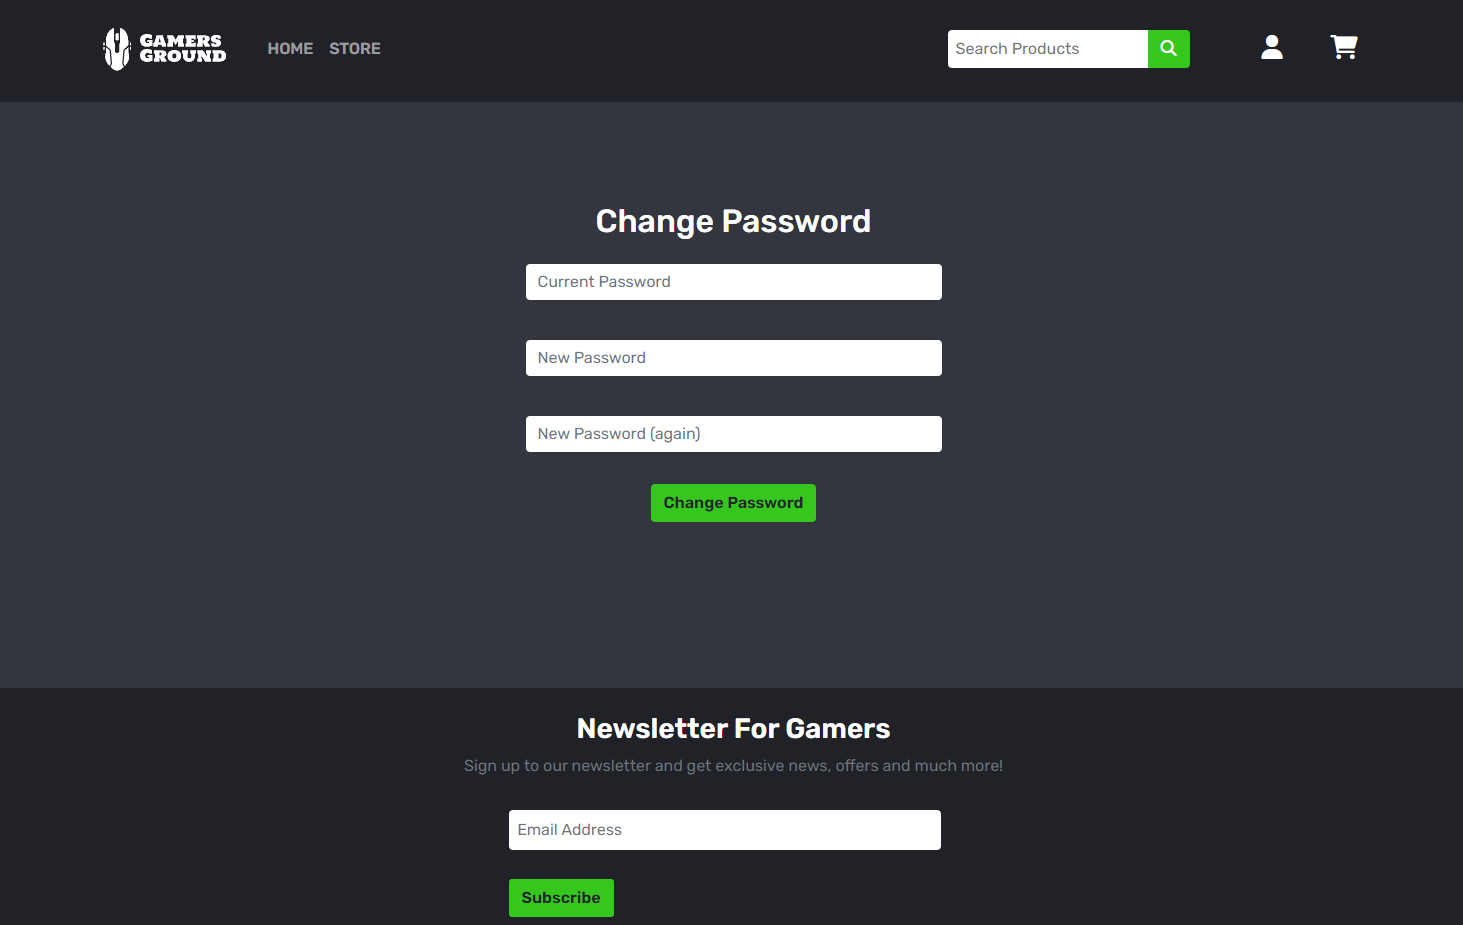 GAMERS
GROUND
HOME STORE
Search Products
Change Password
Current Password
New Password
New Password (again)
Change Password
Newsletter For Gamers
Sign up to our newsletter and get exclusive news, offers and much more!
Email Address
Subscribe